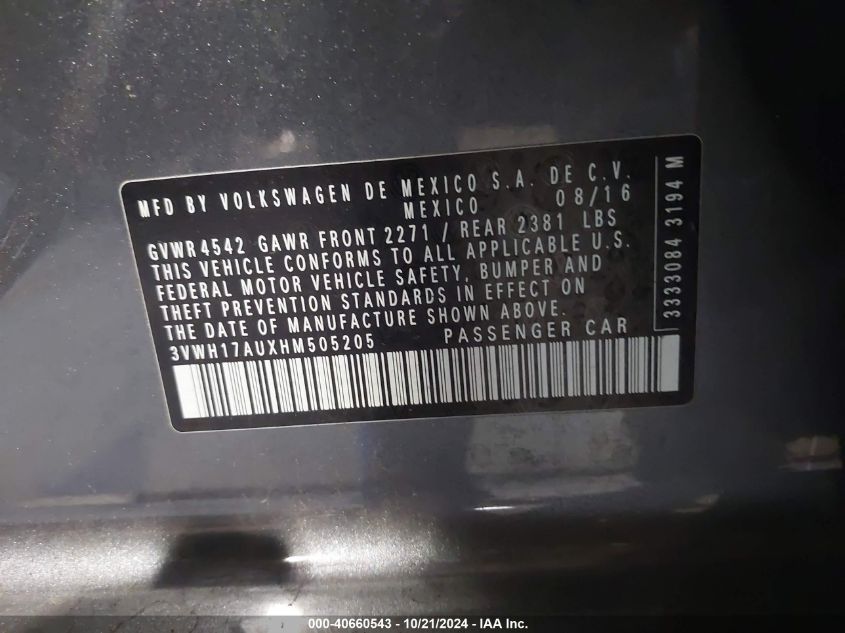 MFD BY VOLKSWAGEN DE MEXICO S.A. DE C.V.
MEXICO 08/16
GVWR 4542 GAWR FRONT 2271 / REAR 2381 LBS
THIS VEHICLE CONFORMS TO ALL APPLICABLE U.S.
FEDERAL MOTOR VEHICLE SAFETY, BUMPER AND
THEFT PREVENTION STANDARDS IN EFFECT ON
THE DATE OF MANUFACTURE SHOWN ABOVE.
3VWH17AUXHM505205 PASSENGER CAR
3333084 3194 M
000-40660543 - 10/21/2024 - IAA Inc.